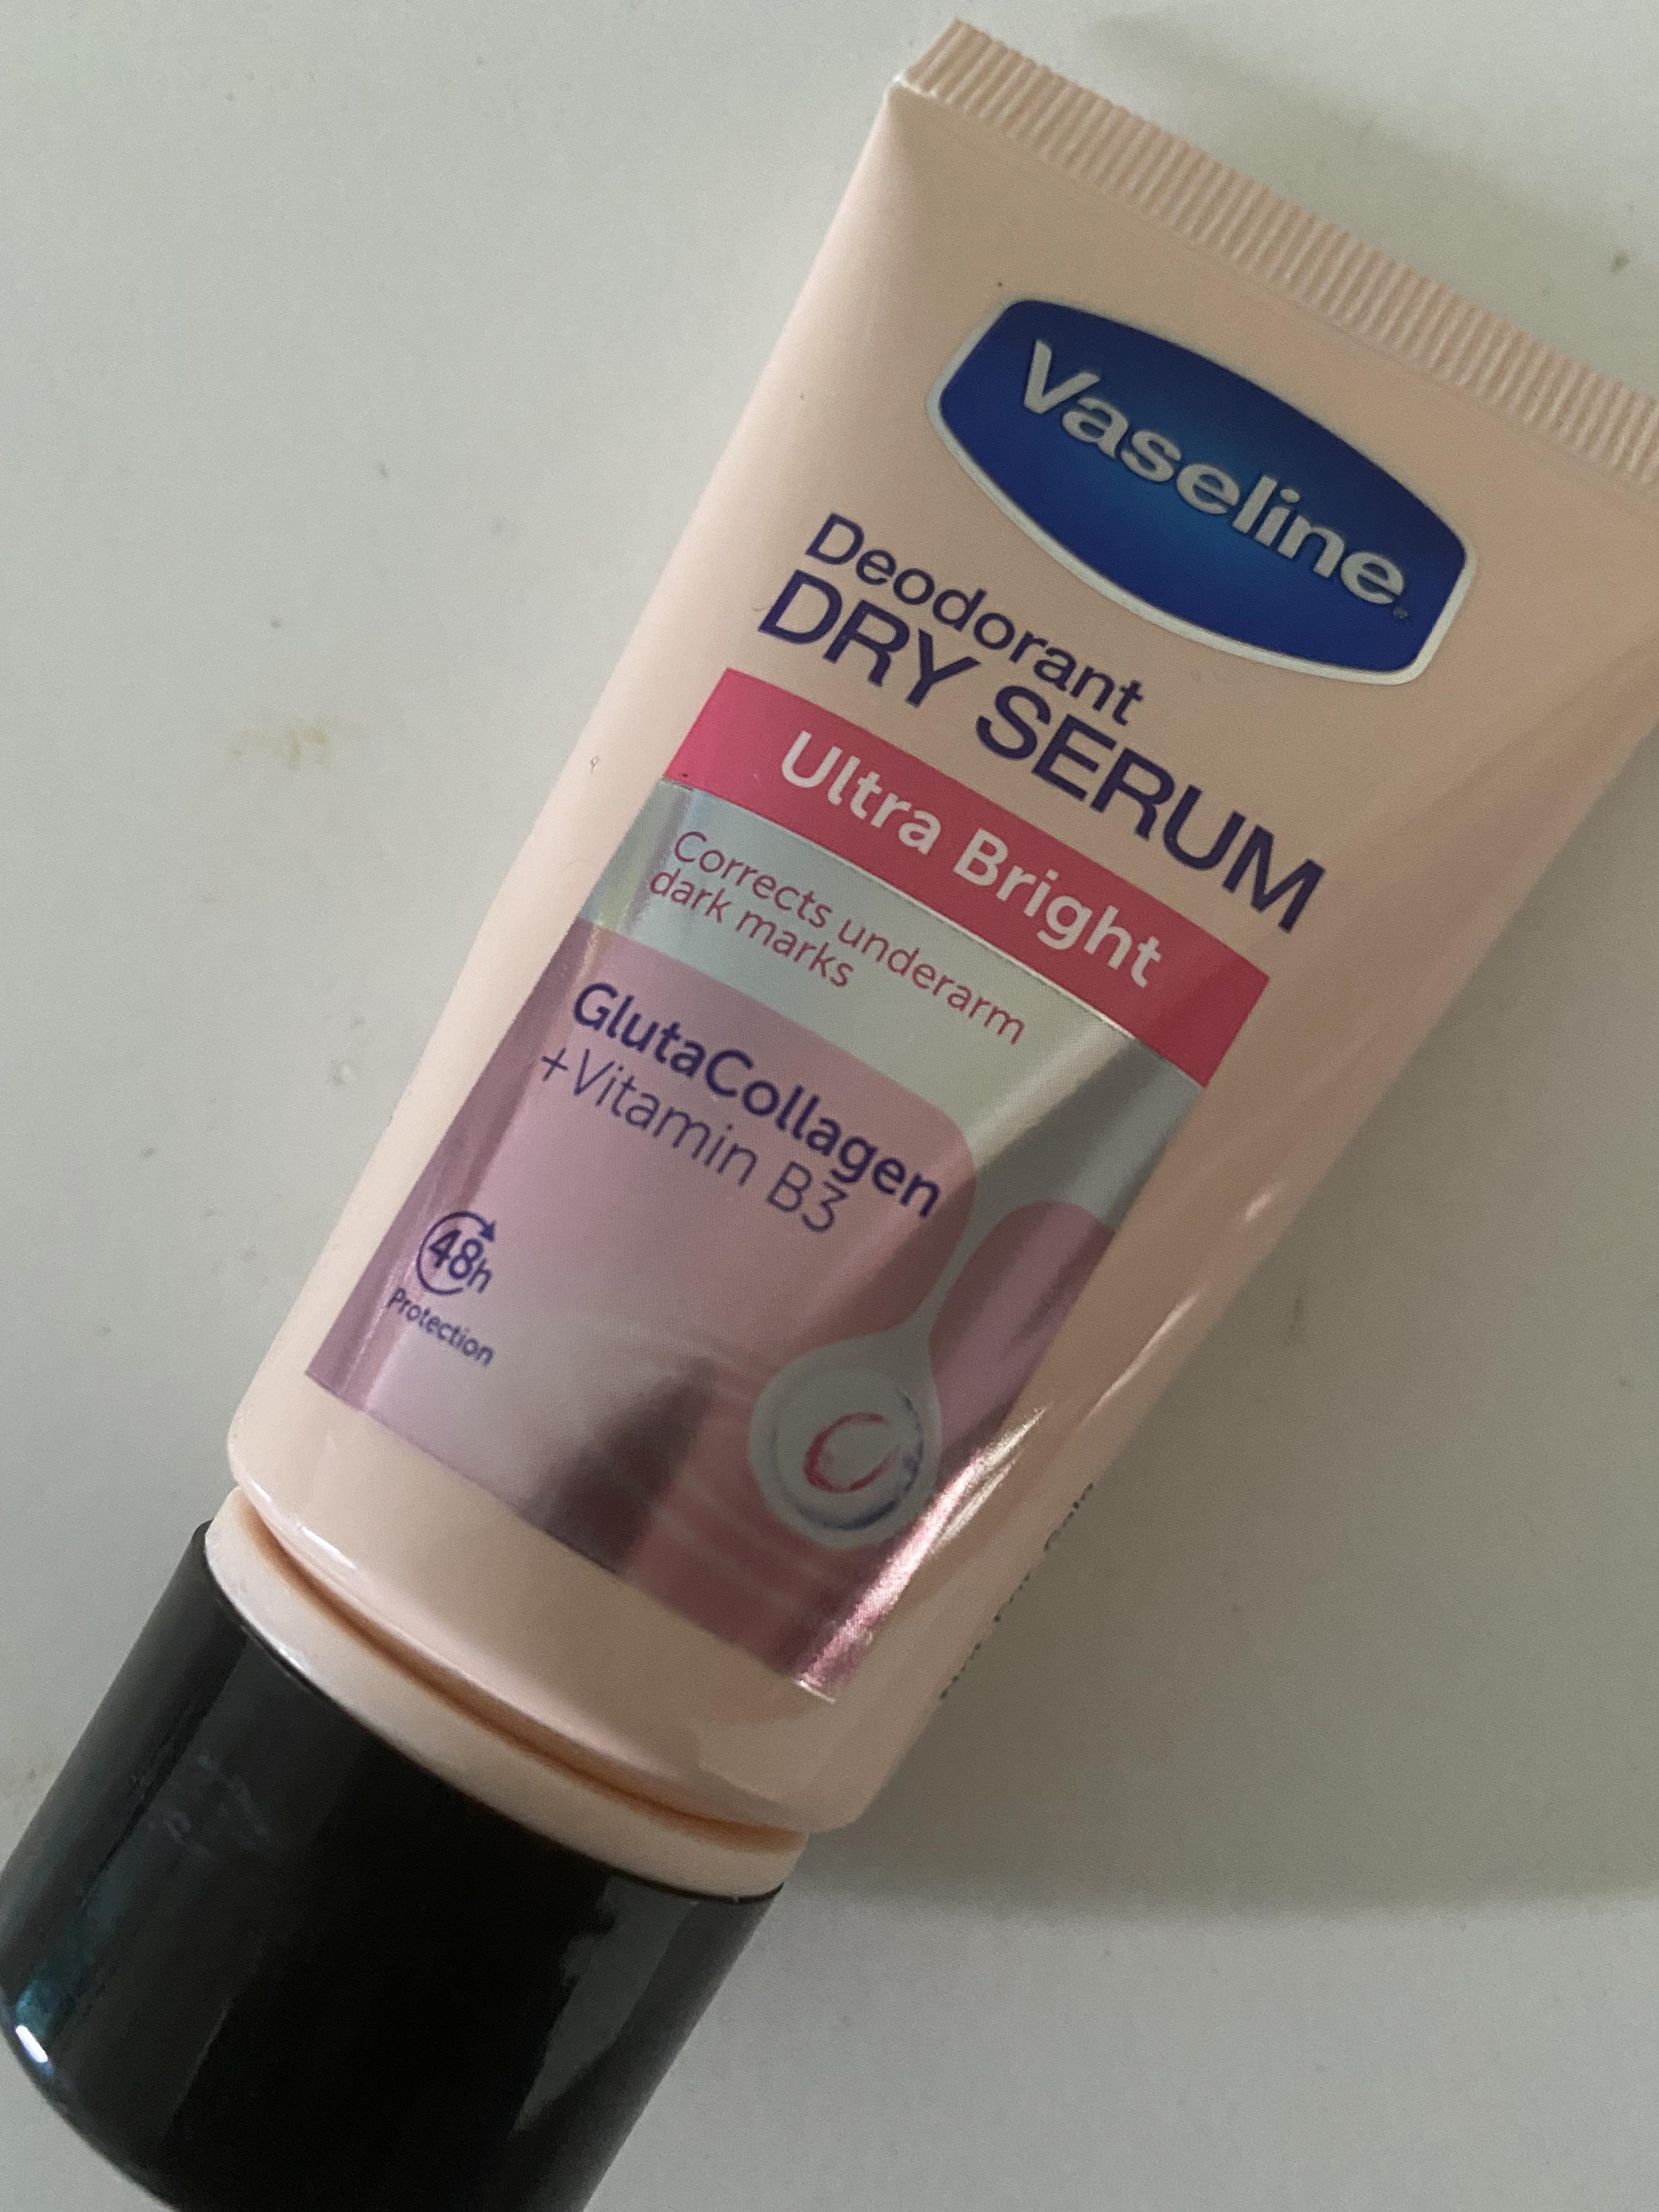 Vaseline®
Deodorant
DRY SERUM
Ultra Bright
Corrects underarm
dark marks
GlutaCollagen
+Vitamin B3
48h
Protection